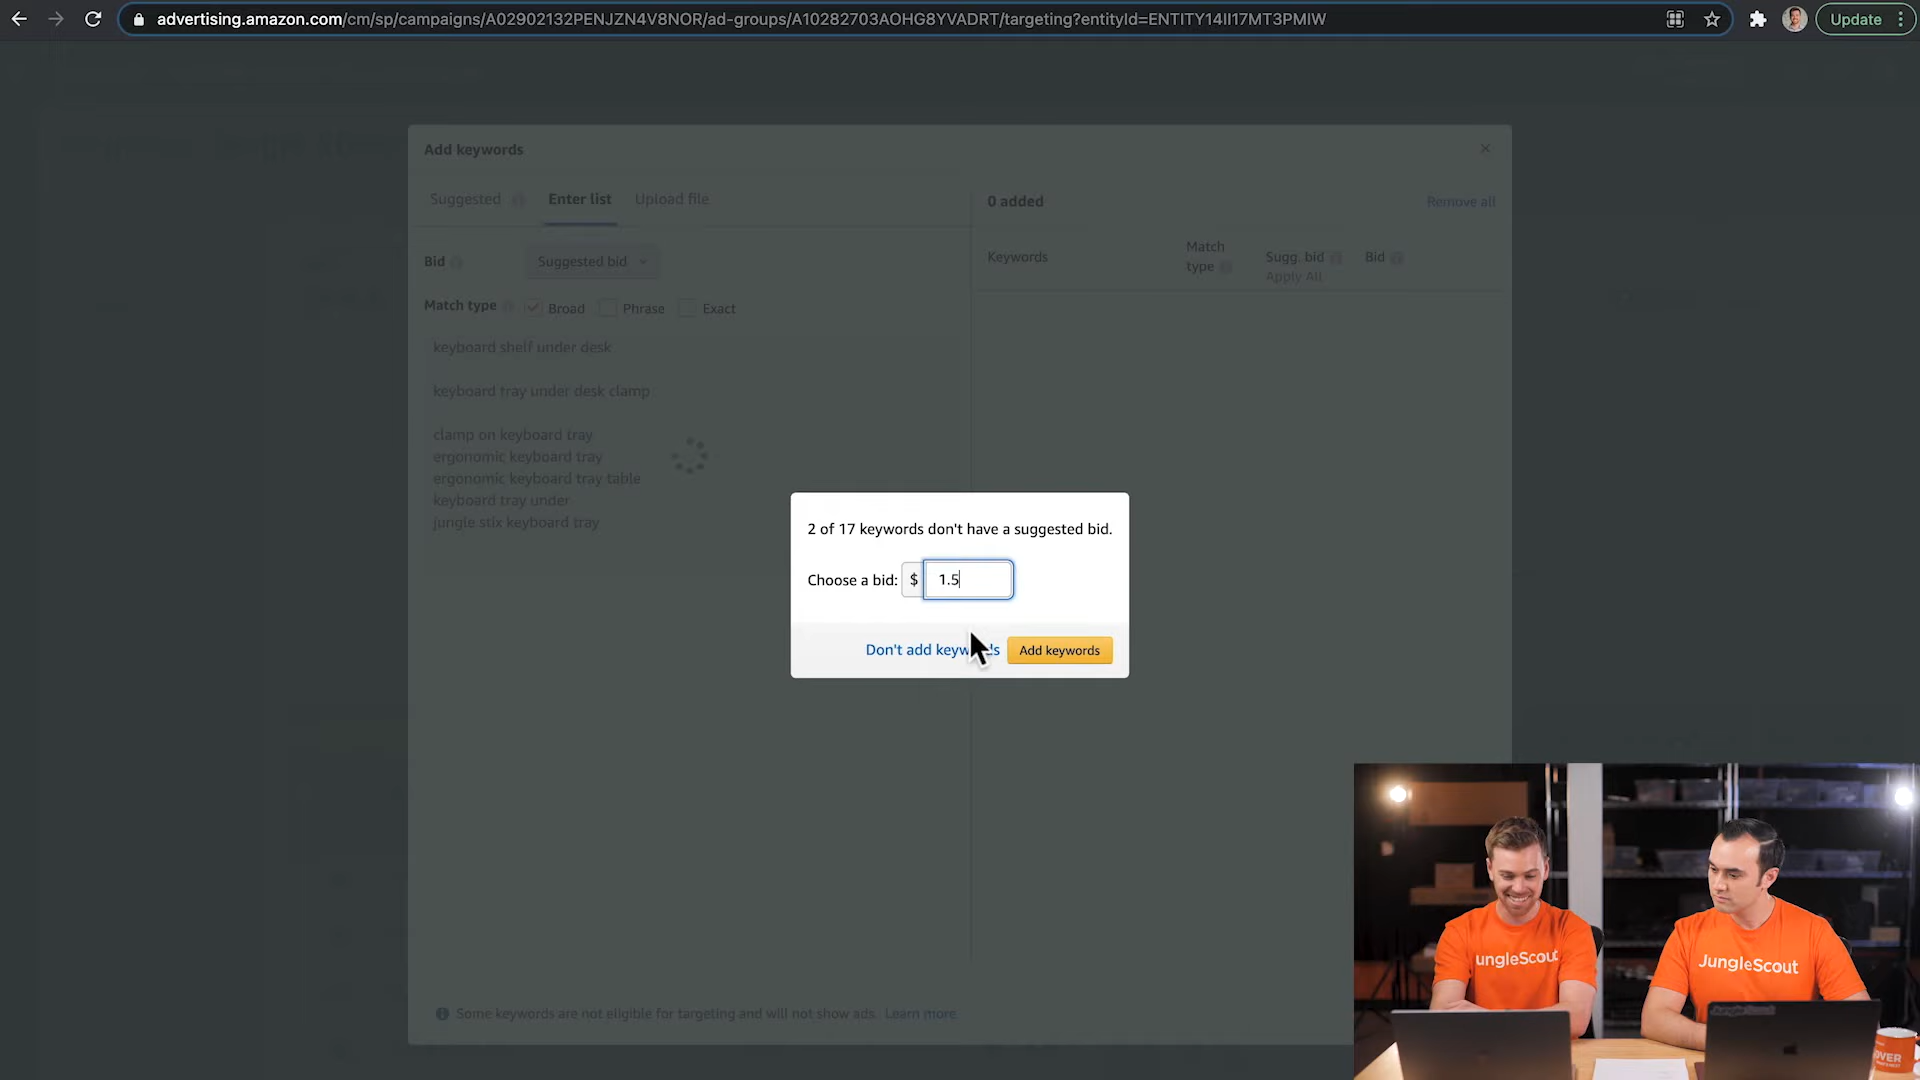 advertising.amazon.com/cm/sp/campaigns/A02902132PENJZN4V8NOR/ad-groups/A10282703AOHG8YVADRT/targeting?entityId=ENTITY14II17MT3PMIW
Update
Add keywords
Suggested
Enter list
Upload file
0 added
Remove all
Bid
Suggested bid
Keywords
Match type
Sugg. bid
Apply All
Bid
Match type
Broad
Phrase
Exact
keyboard shelf under desk
keyboard tray under desk clamp
clamp on keyboard tray
ergonomic keyboard tray
ergonomic keyboard tray table
keyboard tray under
jungle stix keyboard tray
2 of 17 keywords don't have a suggested bid.
Choose a bid: $ 1.5
Don't add keywords
Add keywords
Some keywords are not eligible for targeting and will not show ads. Learn more
ungleScout
JungleScout
JungleScout
OVER